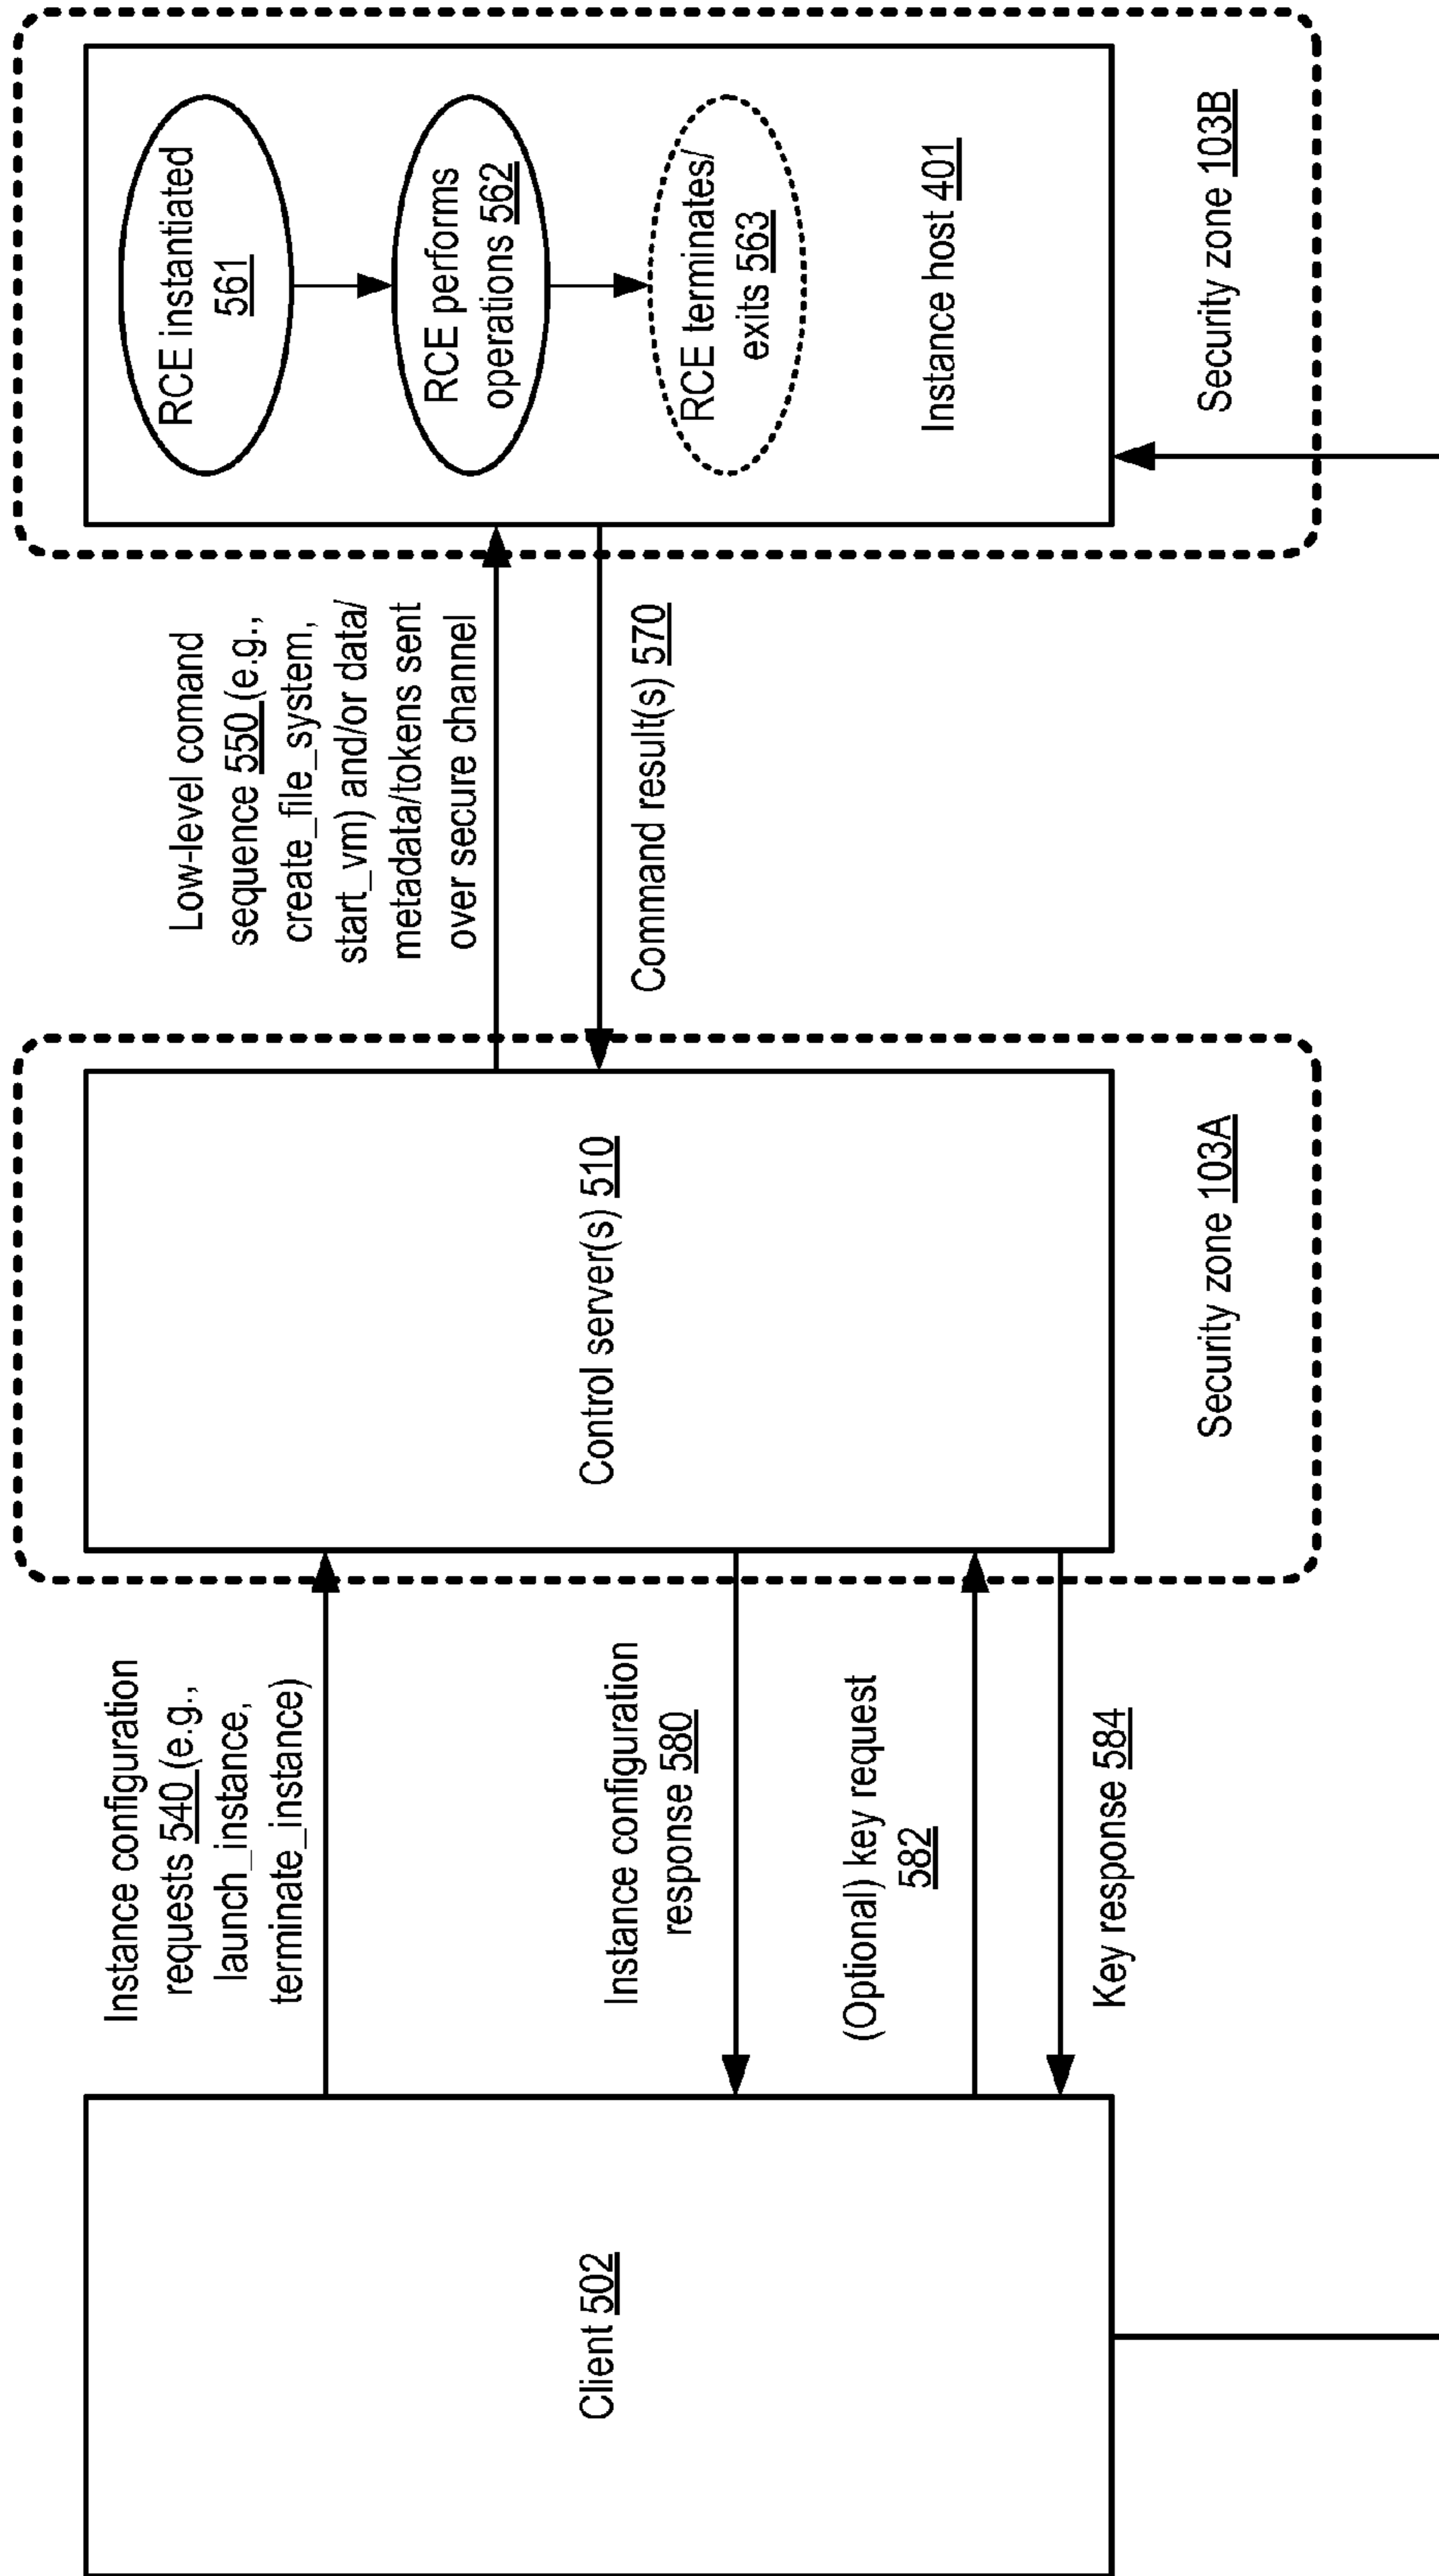 Client 502
Instance configuration
requests 540 (e.g.,
launch_instance,
terminate_instance)
Instance configuration
response 580
(Optional) key request
582
Key response 584
Control server(s) 510
Security zone 103A
Low-level comand
sequence 550 (e.g.,
create_file_system,
start_vm) and/or data/
metadata/tokens sent
over secure channel
Command result(s) 570
RCE instantiated
561
RCE performs
operations 562
RCE terminates/
exits 563
Instance host 401
Security zone 103B